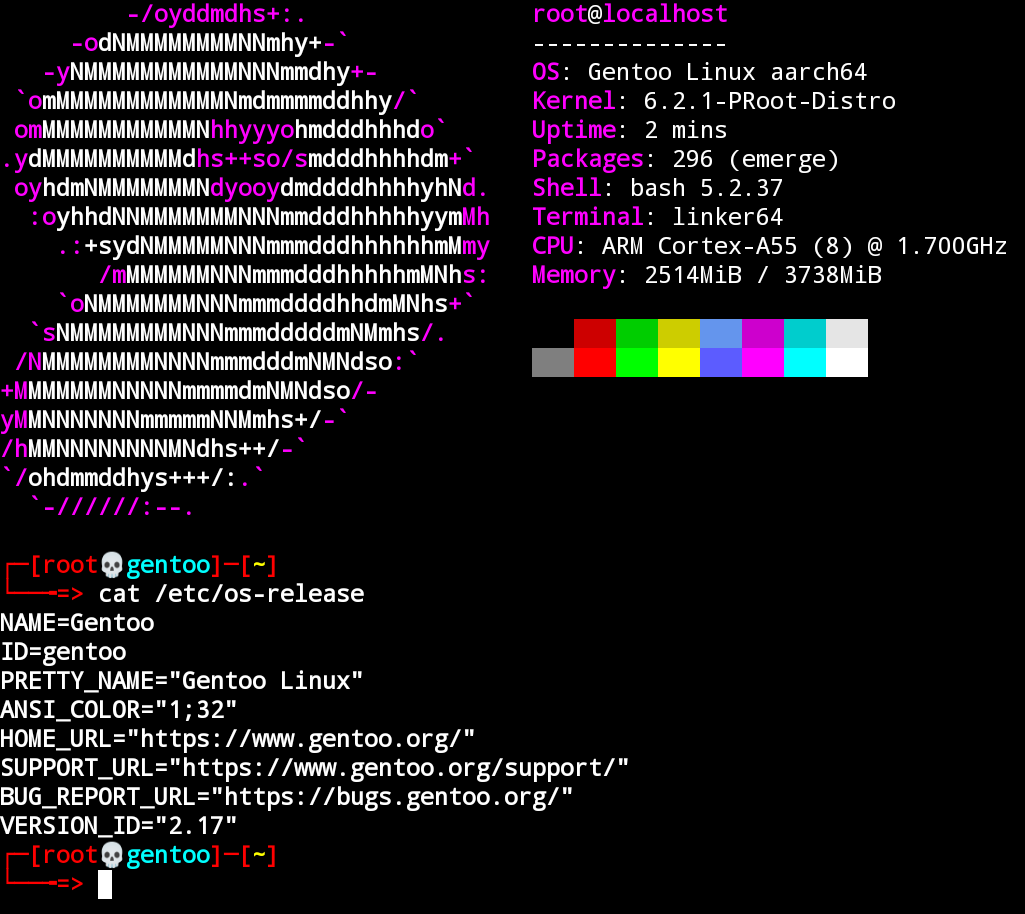 -/oyddmdhs+:.                root@localhost
     -odNMMMMMMMMNNmhy+-`             --------------
   -yNMMMMMMMMMMMNNNmmdhy+-           OS: Gentoo Linux aarch64
 `omMMMMMMMMMMMMNmdmmmmddhhy/`        Kernel: 6.2.1-PRoot-Distro
 omMMMMMMMMMMMNhhyyyohmdddhhhdo`      Uptime: 2 mins
.ydMMMMMMMMMMdhs++so/smdddhhhhdm+`    Packages: 296 (emerge)
 oyhdmNMMMMMMMNdyooydmddddhhhhyhNd.   Shell: bash 5.2.37
  :oyhhdNNMMMMMMMNNNmmdddhhhhhyymMh   Terminal: linker64
    .:+sydNMMMMMNNNmmmdddhhhhhhmMmy   CPU: ARM Cortex-A55 (8) @ 1.700GHz
       /mMMMMMMNNNmmmdddhhhhhmMNhs:   Memory: 2514MiB / 3738MiB
    `oNMMMMMMMNNNmmmddddhhdmMNhs+`
  `sNMMMMMMMMNNNmmmdddddmNMmhs/.
 /NMMMMMMMMNNNNmmmdddmNMNdso:`
+MMMMMMMNNNNNmmmmdmNMNdso/-
yMMNNNNNNNmmmmmNNMmhs+/-`
/hMMNNNNNNNNMNdhs++/-`
`/ohdmmddhys+++/:.`
  `-//////:--.
┌─[root💀gentoo]─[~]
└──╼=> cat /etc/os-release
NAME=Gentoo
ID=gentoo
PRETTY_NAME="Gentoo Linux"
ANSI_COLOR="1;32"
HOME_URL="https://www.gentoo.org/"
SUPPORT_URL="https://www.gentoo.org/support/"
BUG_REPORT_URL="https://bugs.gentoo.org/"
VERSION_ID="2.17"
┌─[root💀gentoo]─[~]
└──╼=>